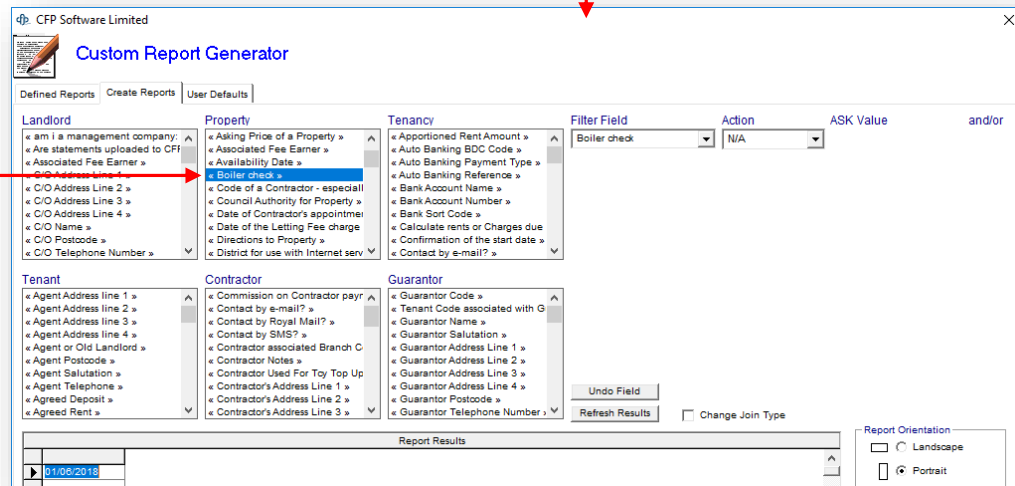 CFP Software Limited
Custom Report Generator
Defined Reports Create Reports User Defaults
Landlord
« am i a management company:
« Are statements uploaded to CFF
« Associated Fee Earner »
« C/O Address Line 1 »
« C/O Address Line 2 »
« C/O Address Line 3 »
« C/O Address Line 4 »
« C/O Name »
« C/O Postcode »
« C/O Telephone Number »
Property
« Asking Price of a Property »
« Associated Fee Earner »
« Availability Date »
« Boiler check »
« Code of a Contractor - especiall
« Council Authority for Property »
« Date of Contractor's appointmen
« Date of the Letting Fee charge
« Directions to Property »
« District for use with Internet serv
Tenancy
« Apportioned Rent Amount »
« Auto Banking BDC Code »
« Auto Banking Payment Type »
« Auto Banking Reference »
« Bank Account Name »
« Bank Account Number »
« Bank Sort Code »
« Calculate rents or Charges due
« Confirmation of the start date »
« Contact by e-mail? »
Filter Field Action ASK Value and/or
Boiler check N/A
Tenant
« Agent Address line 1 »
« Agent Address line 2 »
« Agent Address line 3 »
« Agent Address line 4 »
« Agent or Old Landlord »
« Agent Postcode »
« Agent Salutation »
« Agent Telephone »
« Agreed Deposit »
« Agreed Rent »
Contractor
« Commission on Contractor payr
« Contact by e-mail? »
« Contact by Royal Mail? »
« Contact by SMS? »
« Contractor associated Branch C
« Contractor Notes »
« Contractor Used For Toy Top Up
« Contractor's Address Line 1 »
« Contractor's Address Line 2 »
« Contractor's Address Line 3 »
Guarantor
« Guarantor Code »
« Tenant Code associated with G
« Guarantor Name »
« Guarantor Salutation »
« Guarantor Address Line 1 »
« Guarantor Address Line 2 »
« Guarantor Address Line 3 »
« Guarantor Address Line 4 »
« Guarantor Postcode »
« Guarantor Telephone Number »
Undo Field
Refresh Results Change Join Type
Report Results
01/06/2018
Report Orientation
Landscape
Portrait